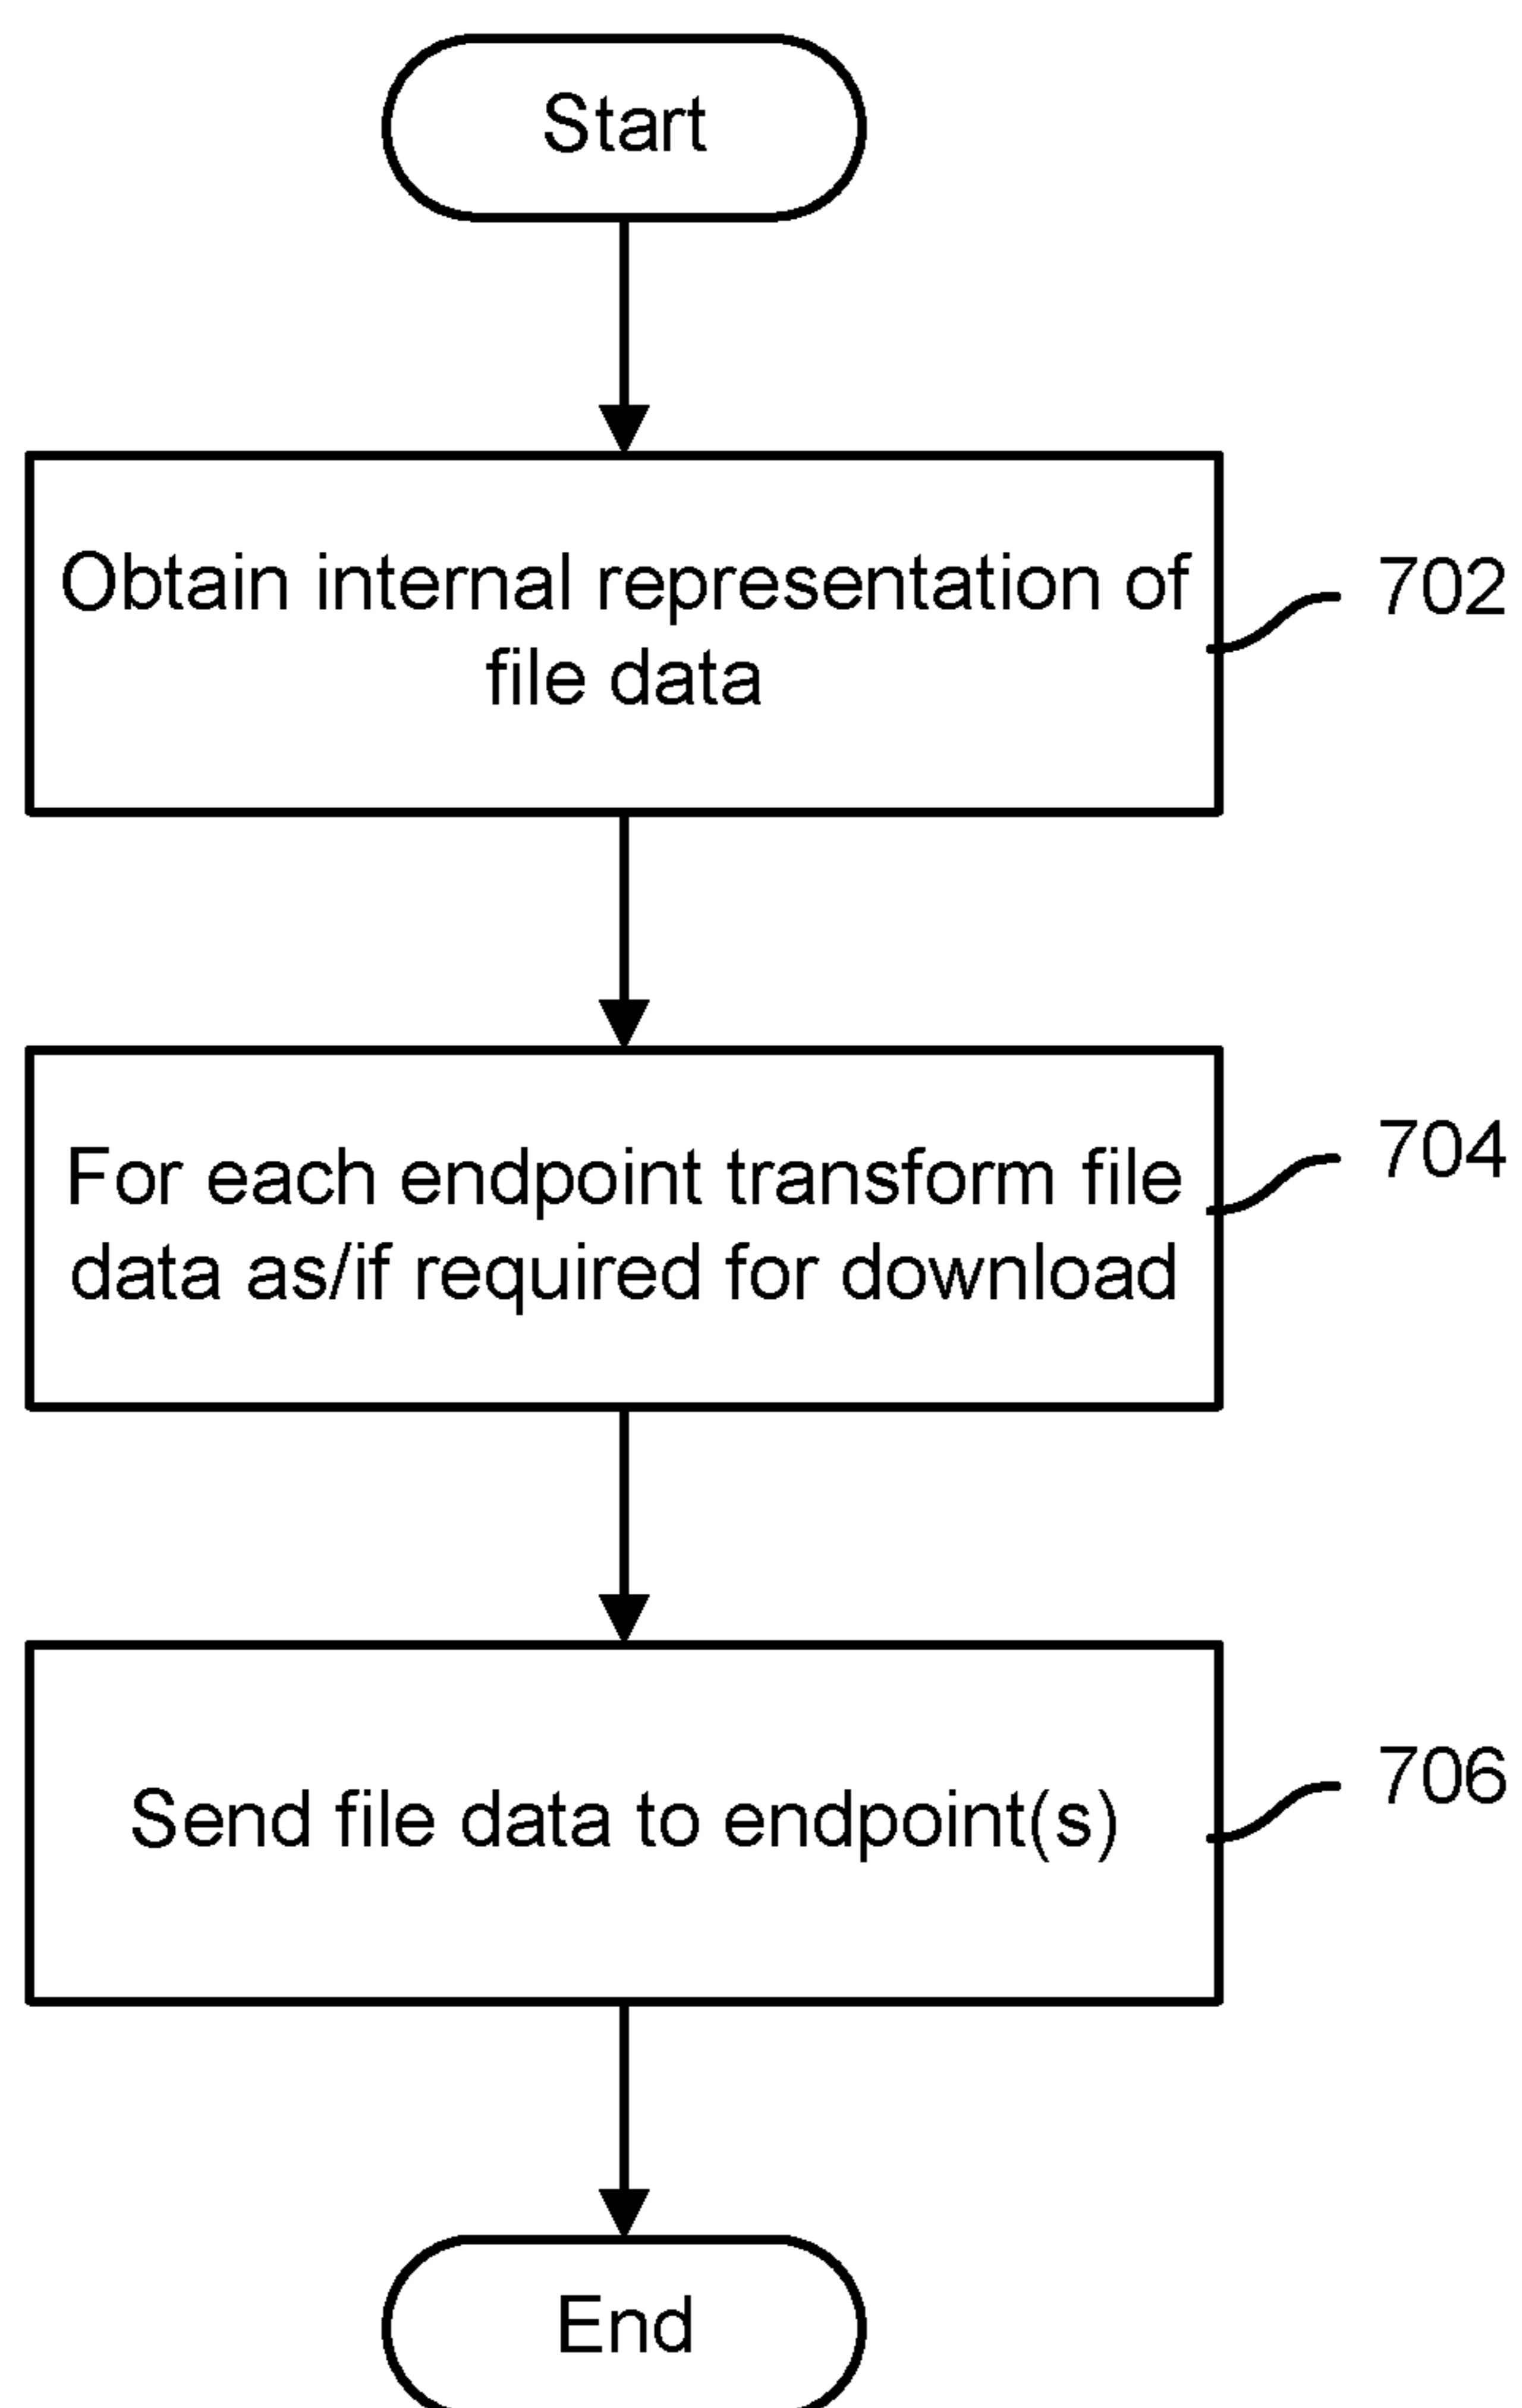 Start
Obtain internal representation of
file data
702
For each endpoint transform file
data as/if required for download
704
Send file data to endpoint(s)
706
End